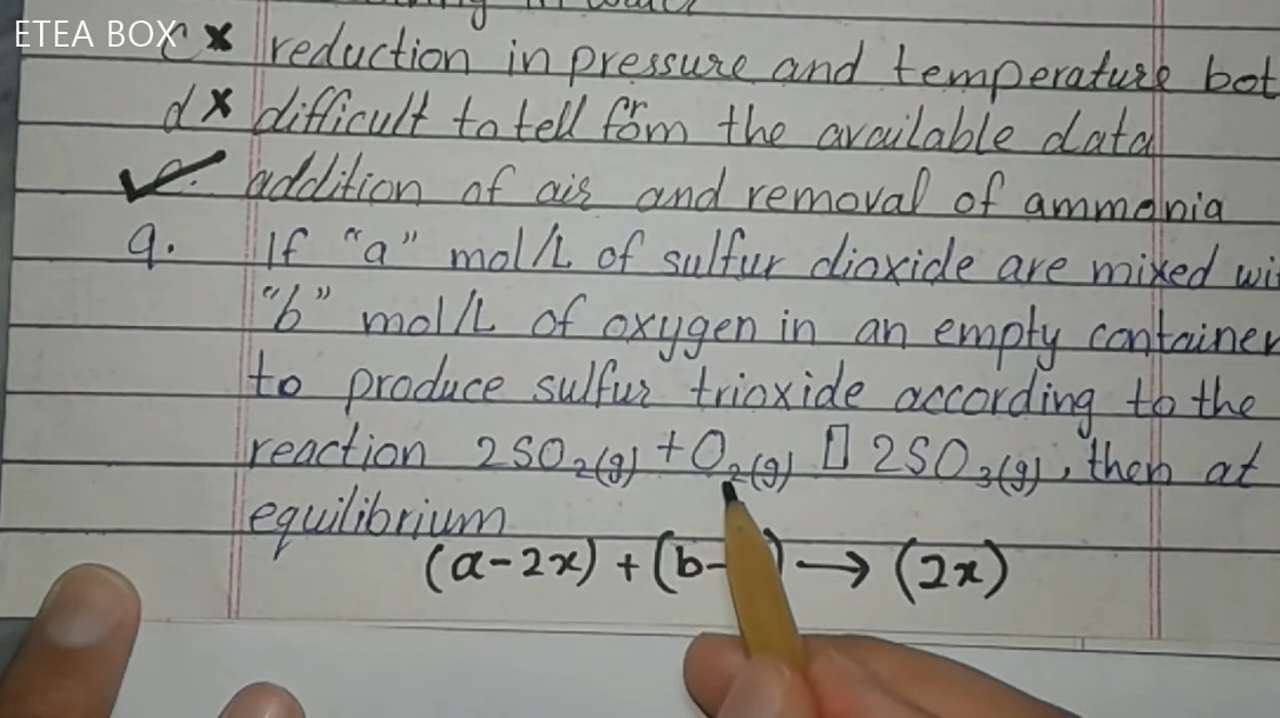 ETEA BOX
c reduction in pressure and temperature bot
d difficult to tell form the available data
addition of air and removal of ammonia
9. If "a" mol/L of sulfur dioxide are mixed wi
"b" mol/L of oxygen in an empty container
to produce sulfur trioxide according to the
reaction 2SO₂(g) + O₂(g) ▯ 2SO₃(g), then at
equilibrium
(a-2x) + (b- ) → (2x)